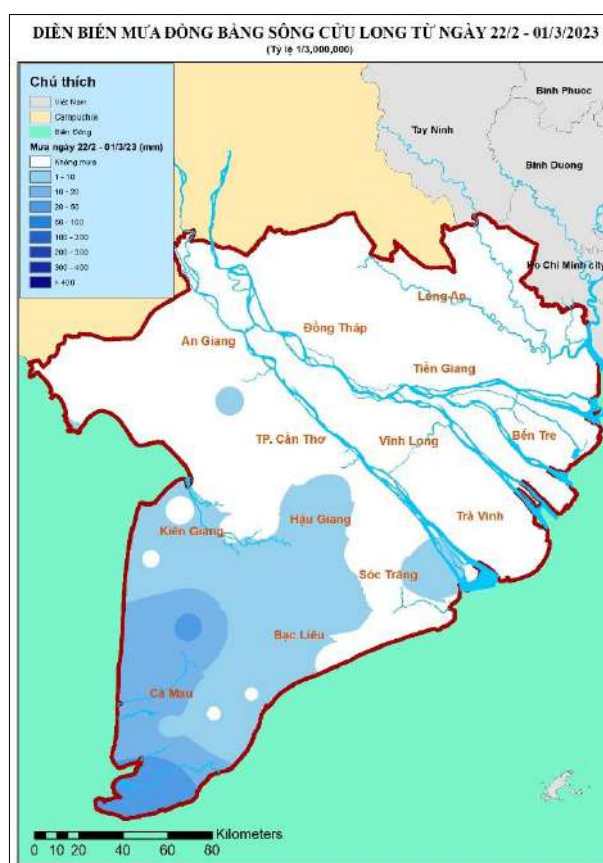 DIỄN BIẾN MƯA ĐỒNG BẰNG SÔNG CỬU LONG TỪ NGÀY 22/2 - 01/3/2023
(Tỷ lệ 1/3,000,000)
Chú thích
Việt Nam
Campuchia
Biển Đông
Mưa ngày 22/2 - 01/3/23 (mm)
Không mưa
1 - 10
10 - 20
20 - 50
50 - 100
100 - 200
200 - 300
300 - 400
> 400
Binh Phuoc
Tay Ninh
Binh Duong
Ho Chi Minh city
Long An
Đồng Tháp
An Giang
Tiền Giang
Bến Tre
TP. Cần Thơ
Vĩnh Long
Trà Vinh
Hậu Giang
Kiên Giang
Sóc Trăng
Bạc Liêu
Cà Mau
Kilometers
0 10 20 40 60 80